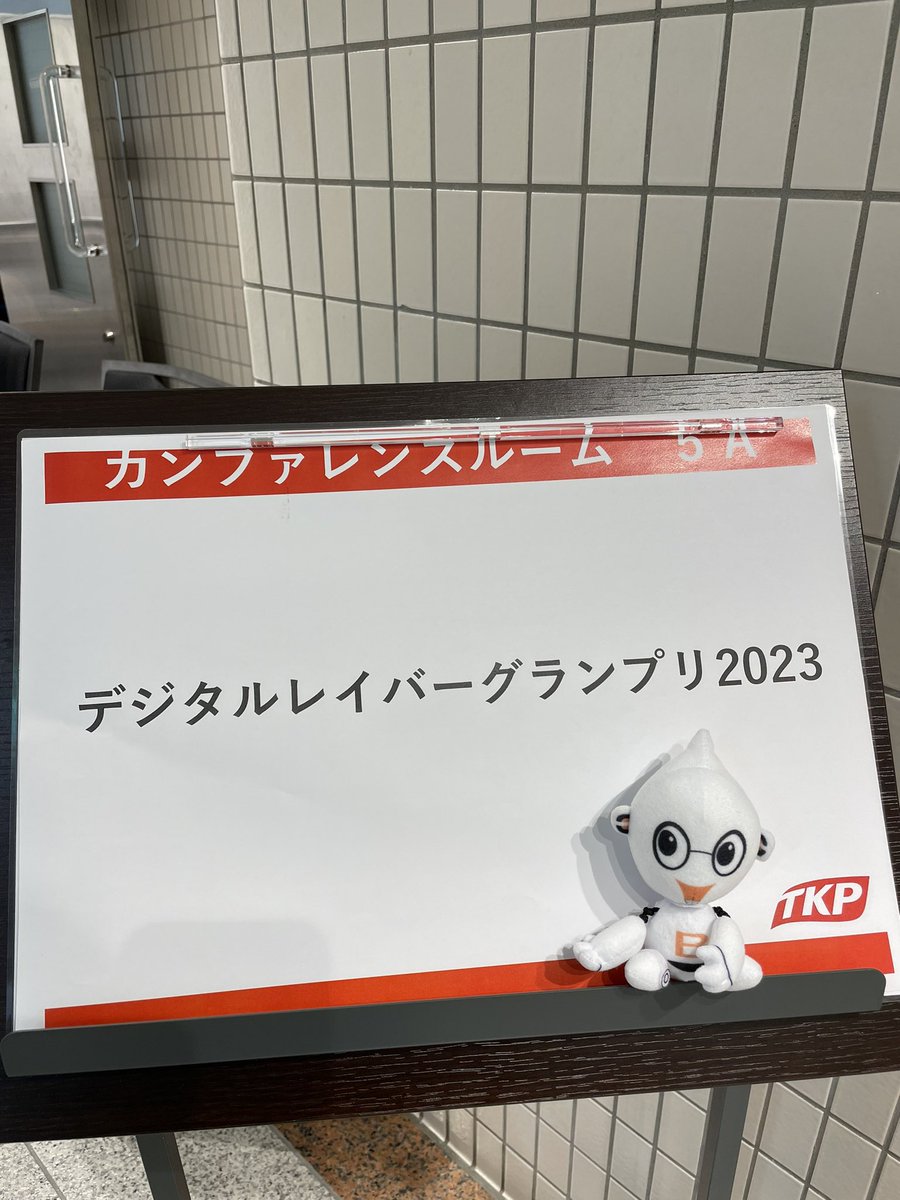 カンファレンスルーム　５Ａ
デジタルレイバーグランプリ2023
B
TKP